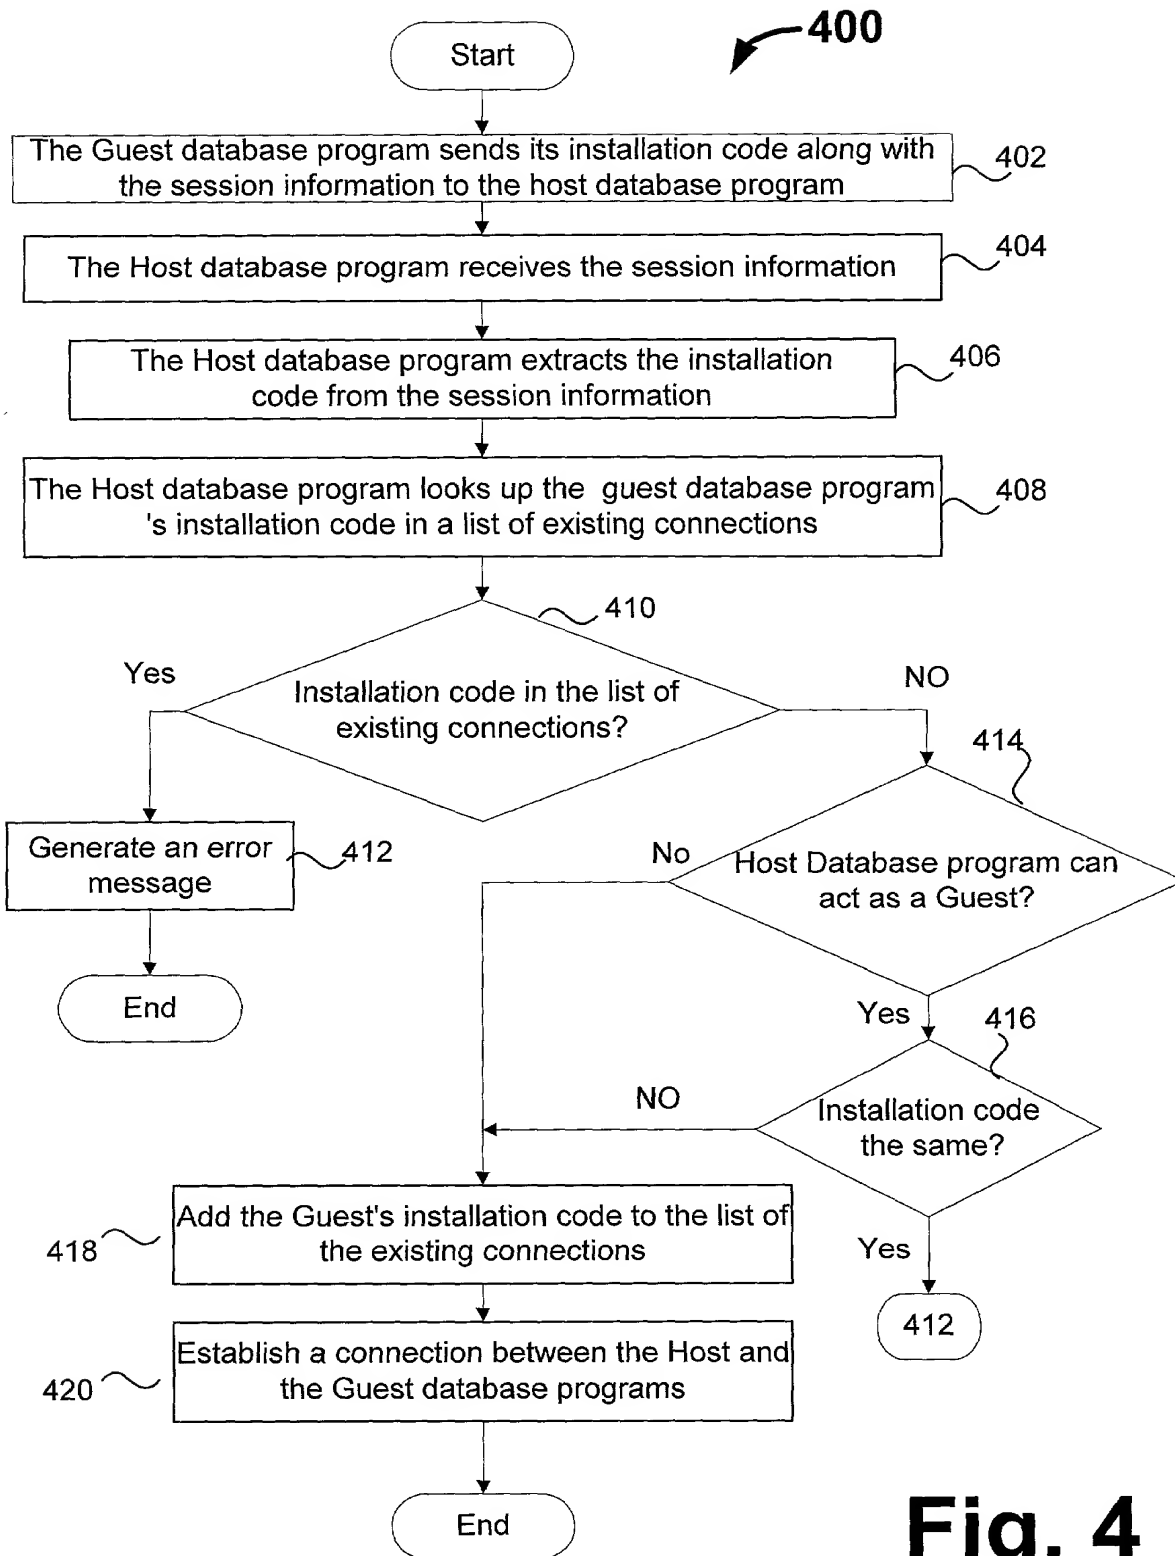 400
Start
The Guest database program sends its installation code along with
the session information to the host database program
402
The Host database program receives the session information
404
The Host database program extracts the installation
code from the session information
406
The Host database program looks up the guest database program
's installation code in a list of existing connections
408
410
Installation code in the list of
existing connections?
Yes
NO
414
Generate an error
message
412
No
Host Database program can
act as a Guest?
End
Yes
416
NO
Installation code
the same?
Add the Guest's installation code to the list of
the existing connections
418
Yes
412
Establish a connection between the Host and
the Guest database programs
420
End
Fig. 4